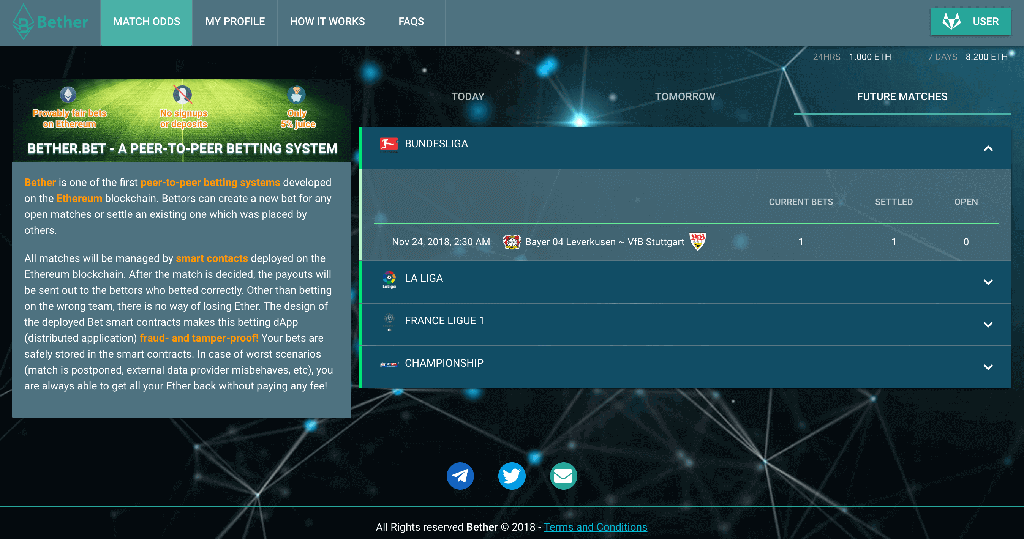 Bether
MATCH ODDS
MY PROFILE
HOW IT WORKS
FAQS
USER
24HRS 1.000 ETH 7 DAYS 8.200 ETH
Provably fair bets
on Ethereum
No signups
or deposits
Only
5% juice
BETHER.BET - A PEER-TO-PEER BETTING SYSTEM
Bether is one of the first peer-to-peer betting systems developed
on the Ethereum blockchain. Bettors can create a new bet for any
open matches or settle an existing one which was placed by
others.
All matches will be managed by smart contacts deployed on the
Ethereum blockchain. After the match is decided, the payouts will
be sent out to the bettors who betted correctly. Other than betting
on the wrong team, there is no way of losing Ether. The design of
the deployed Bet smart contracts makes this betting dApp
(distributed application) fraud- and tamper-proof! Your bets are
safely stored in the smart contracts. In case of worst scenarios
(match is postponed, external data provider misbehaves, etc), you
are always able to get all your Ether back without paying any fee!
TODAY
TOMORROW
FUTURE MATCHES
BUNDESLIGA
CURRENT BETS SETTLED OPEN
Nov 24, 2018, 2:30 AM Bayer 04 Leverkusen ~ VfB Stuttgart 1 1 0
LA LIGA
FRANCE LIGUE 1
CHAMPIONSHIP
All Rights reserved Bether © 2018 - Terms and Conditions